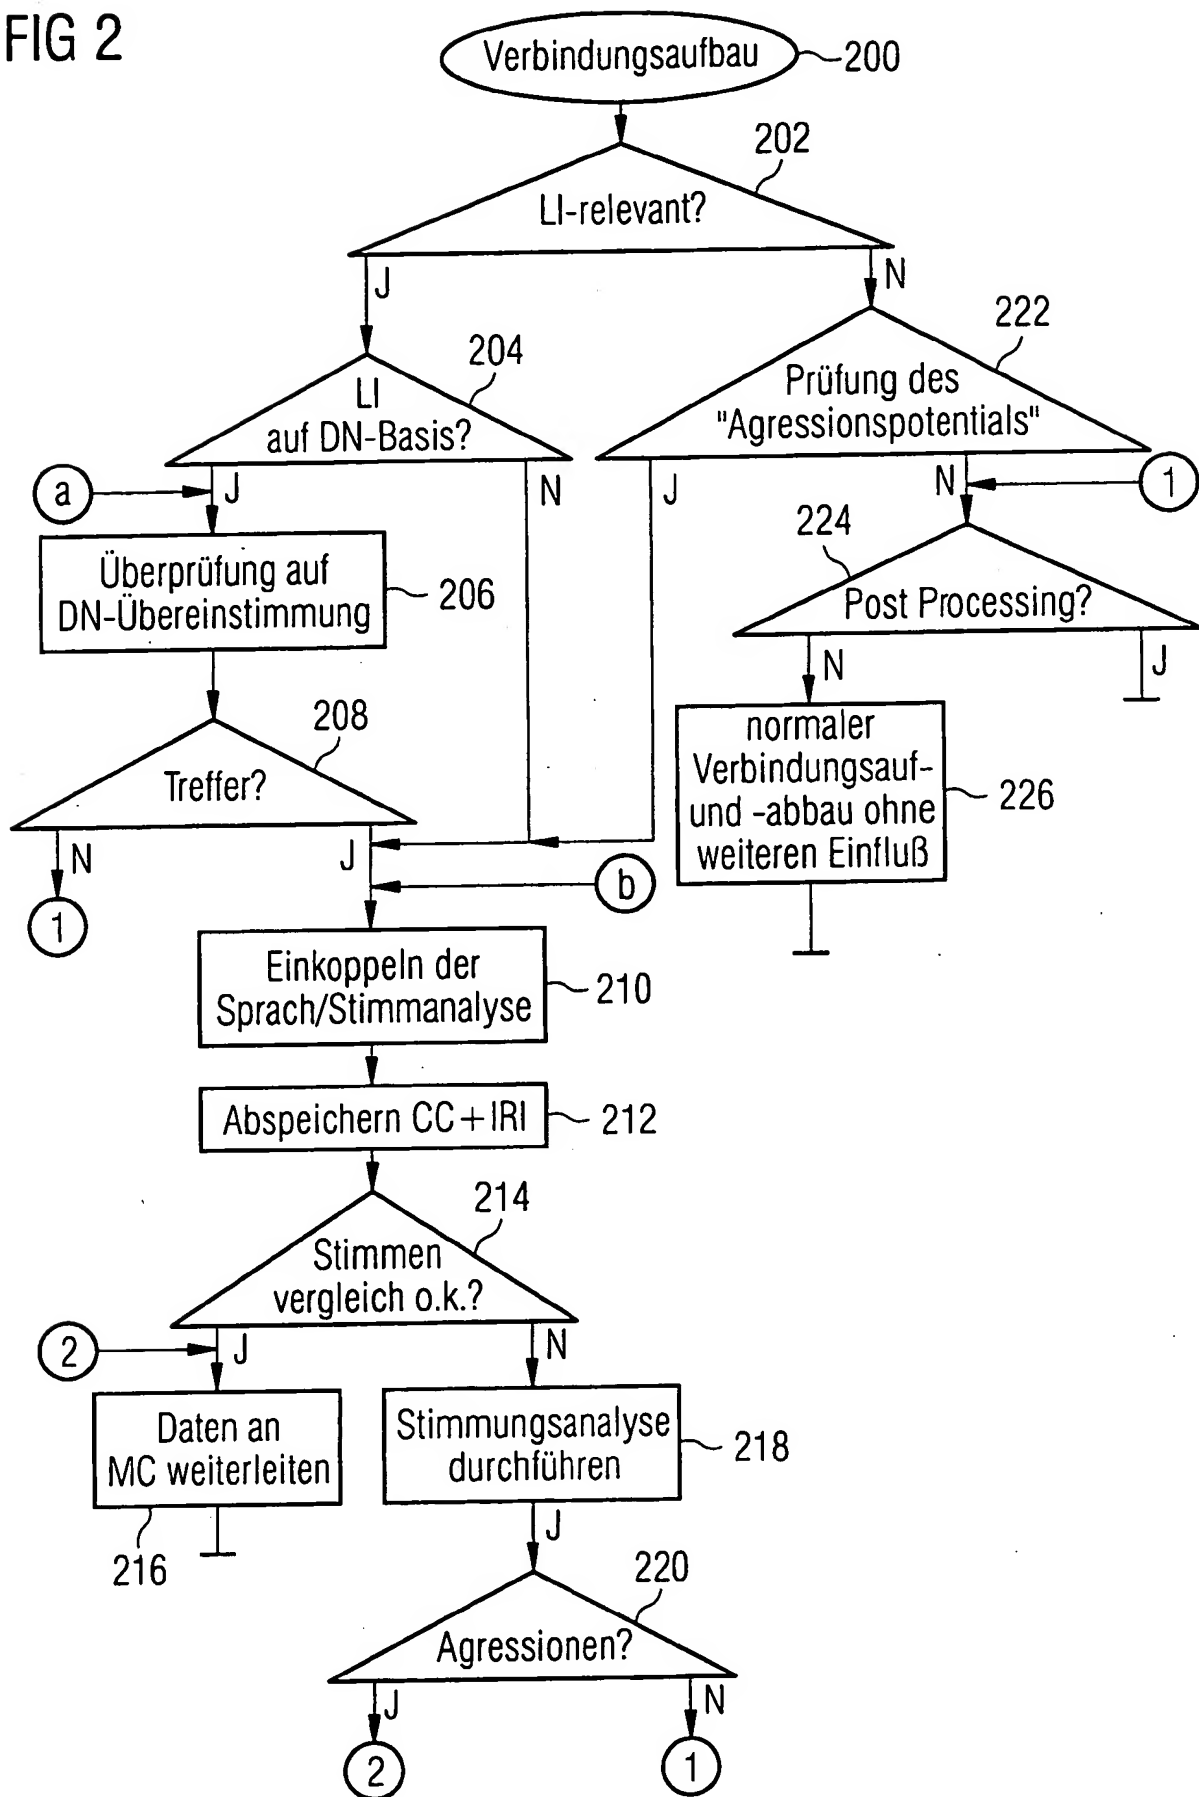 FIG 2
Verbindungsaufbau
200
202
LI-relevant?
J
N
204
LI
auf DN-Basis?
222
Prüfung des
"Agressionspotentials"
a
J
N
J
N
1
Überprüfung auf
DN-Übereinstimmung
206
224
Post Processing?
N
J
208
Treffer?
normaler
Verbindungsauf-
und -abbau ohne
weiteren Einfluß
226
N
J
1
b
Einkoppeln der
Sprach/Stimmanalyse
210
Abspeichern CC+IRI
212
214
Stimmen
vergleich o.k.?
2
J
N
Daten an
MC weiterleiten
216
Stimmungsanalyse
durchführen
218
J
220
Agressionen?
J
N
2
1